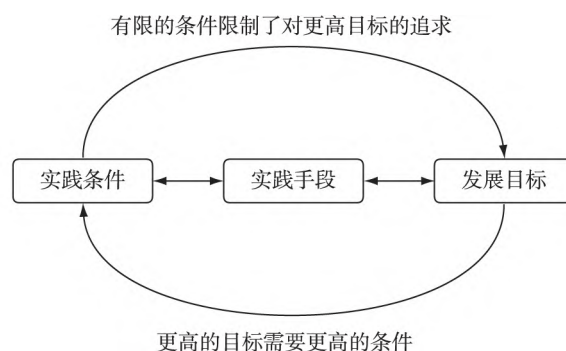 有限的条件限制了对更高目标的追求
实践条件
实践手段
发展目标
更高的目标需要更高的条件